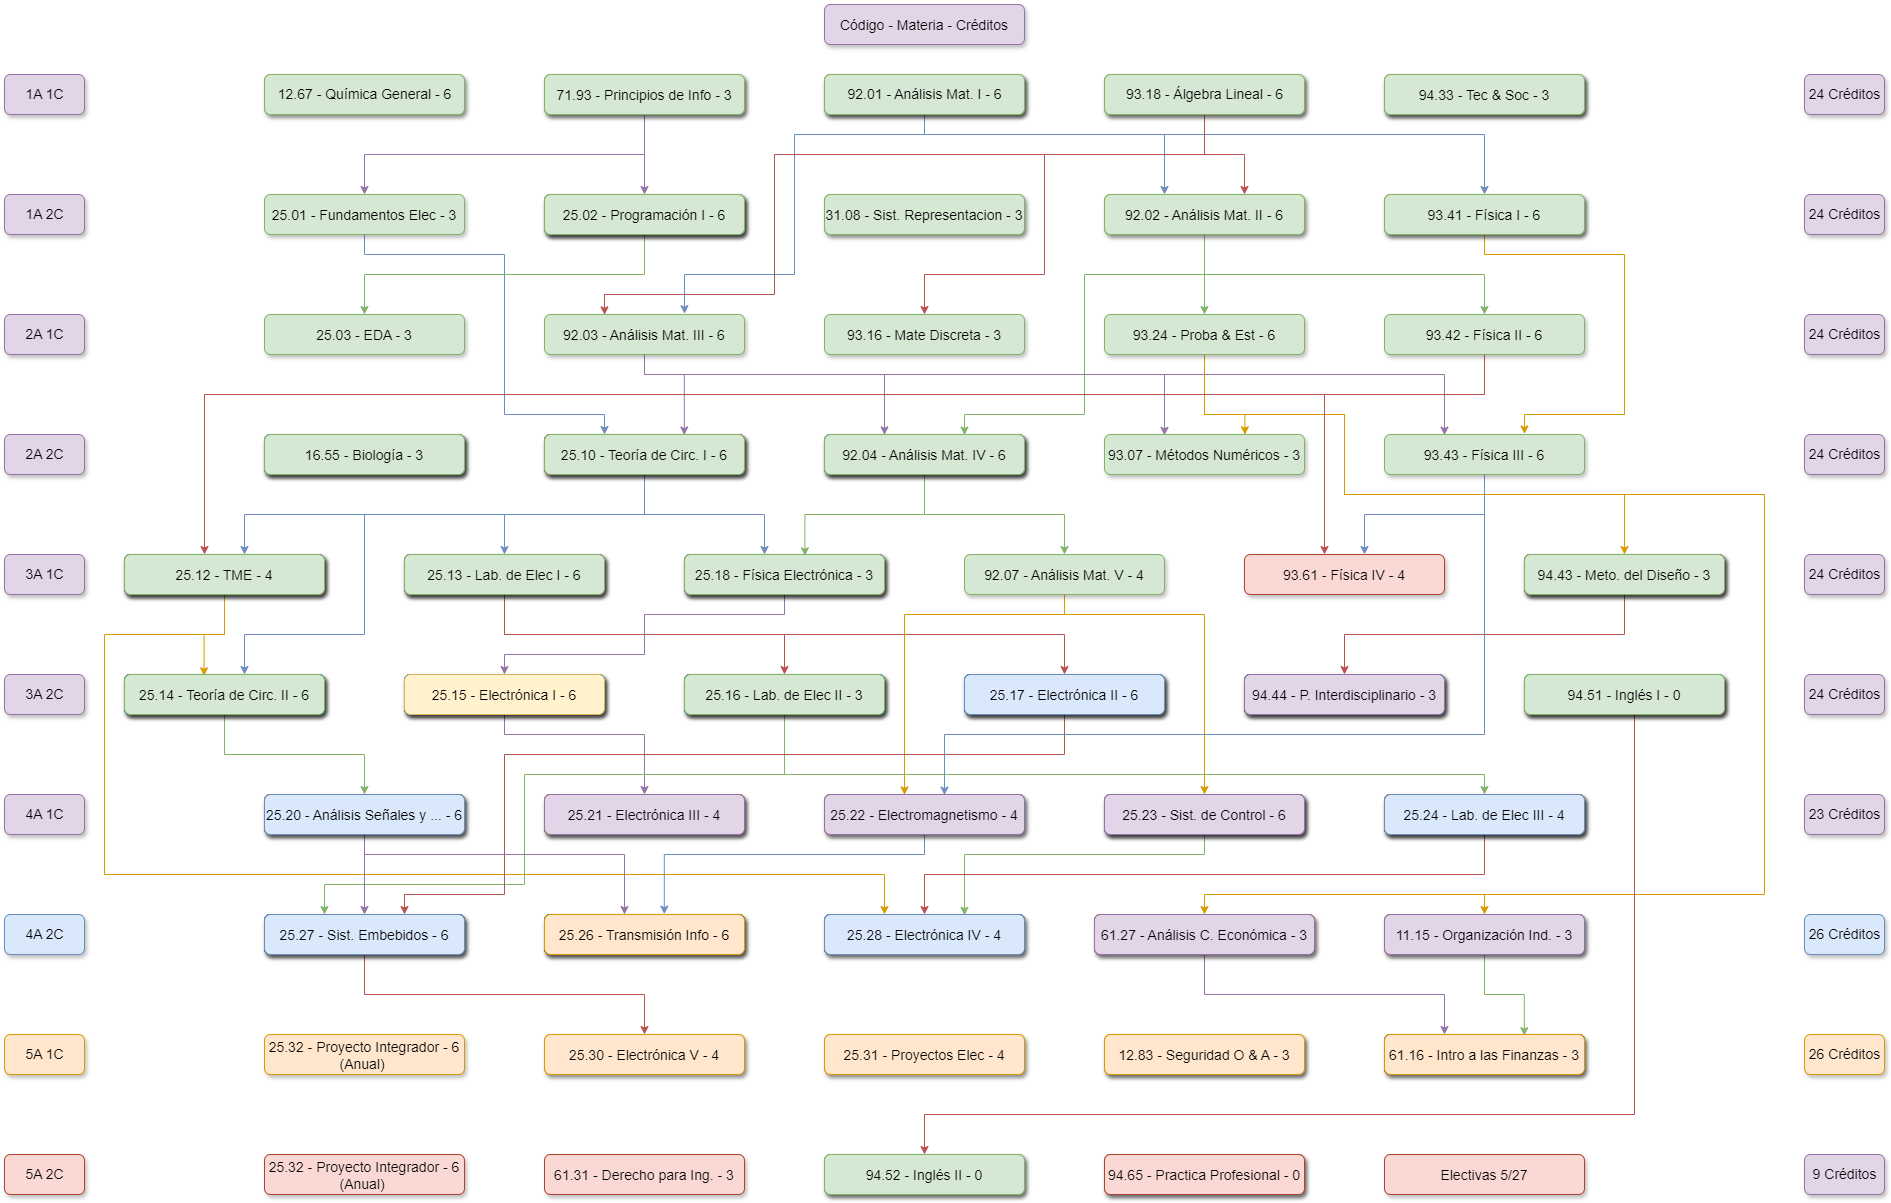 Código - Materia - Créditos
1A 1C
12.67 - Química General - 6
71.93 - Principios de Info - 3
92.01 - Análisis Mat. I - 6
93.18 - Álgebra Lineal - 6
94.33 - Tec & Soc - 3
24 Créditos
1A 2C
25.01 - Fundamentos Elec - 3
25.02 - Programación I - 6
31.08 - Sist. Representacion - 3
92.02 - Análisis Mat. II - 6
93.41 - Física I - 6
24 Créditos
2A 1C
25.03 - EDA - 3
92.03 - Análisis Mat. III - 6
93.16 - Mate Discreta - 3
93.24 - Proba & Est - 6
93.42 - Física II - 6
24 Créditos
2A 2C
16.55 - Biología - 3
25.10 - Teoría de Circ. I - 6
92.04 - Análisis Mat. IV - 6
93.07 - Métodos Numéricos - 3
93.43 - Física III - 6
24 Créditos
3A 1C
25.12 - TME - 4
25.13 - Lab. de Elec I - 6
25.18 - Física Electrónica - 3
92.07 - Análisis Mat. V - 4
93.61 - Física IV - 4
94.43 - Meto. del Diseño - 3
24 Créditos
3A 2C
25.14 - Teoría de Circ. II - 6
25.15 - Electrónica I - 6
25.16 - Lab. de Elec II - 3
25.17 - Electrónica II - 6
94.44 - P. Interdisciplinario - 3
94.51 - Inglés I - 0
24 Créditos
4A 1C
25.20 - Análisis Señales y ... - 6
25.21 - Electrónica III - 4
25.22 - Electromagnetismo - 4
25.23 - Sist. de Control - 6
25.24 - Lab. de Elec III - 4
23 Créditos
4A 2C
25.27 - Sist. Embebidos - 6
25.26 - Transmisión Info - 6
25.28 - Electrónica IV - 4
61.27 - Análisis C. Económica - 3
11.15 - Organización Ind. - 3
26 Créditos
5A 1C
25.32 - Proyecto Integrador - 6
(Anual)
25.30 - Electrónica V - 4
25.31 - Proyectos Elec - 4
12.83 - Seguridad O & A - 3
61.16 - Intro a las Finanzas - 3
26 Créditos
5A 2C
25.32 - Proyecto Integrador - 6
(Anual)
61.31 - Derecho para Ing. - 3
94.52 - Inglés II - 0
94.65 - Practica Profesional - 0
Electivas 5/27
9 Créditos